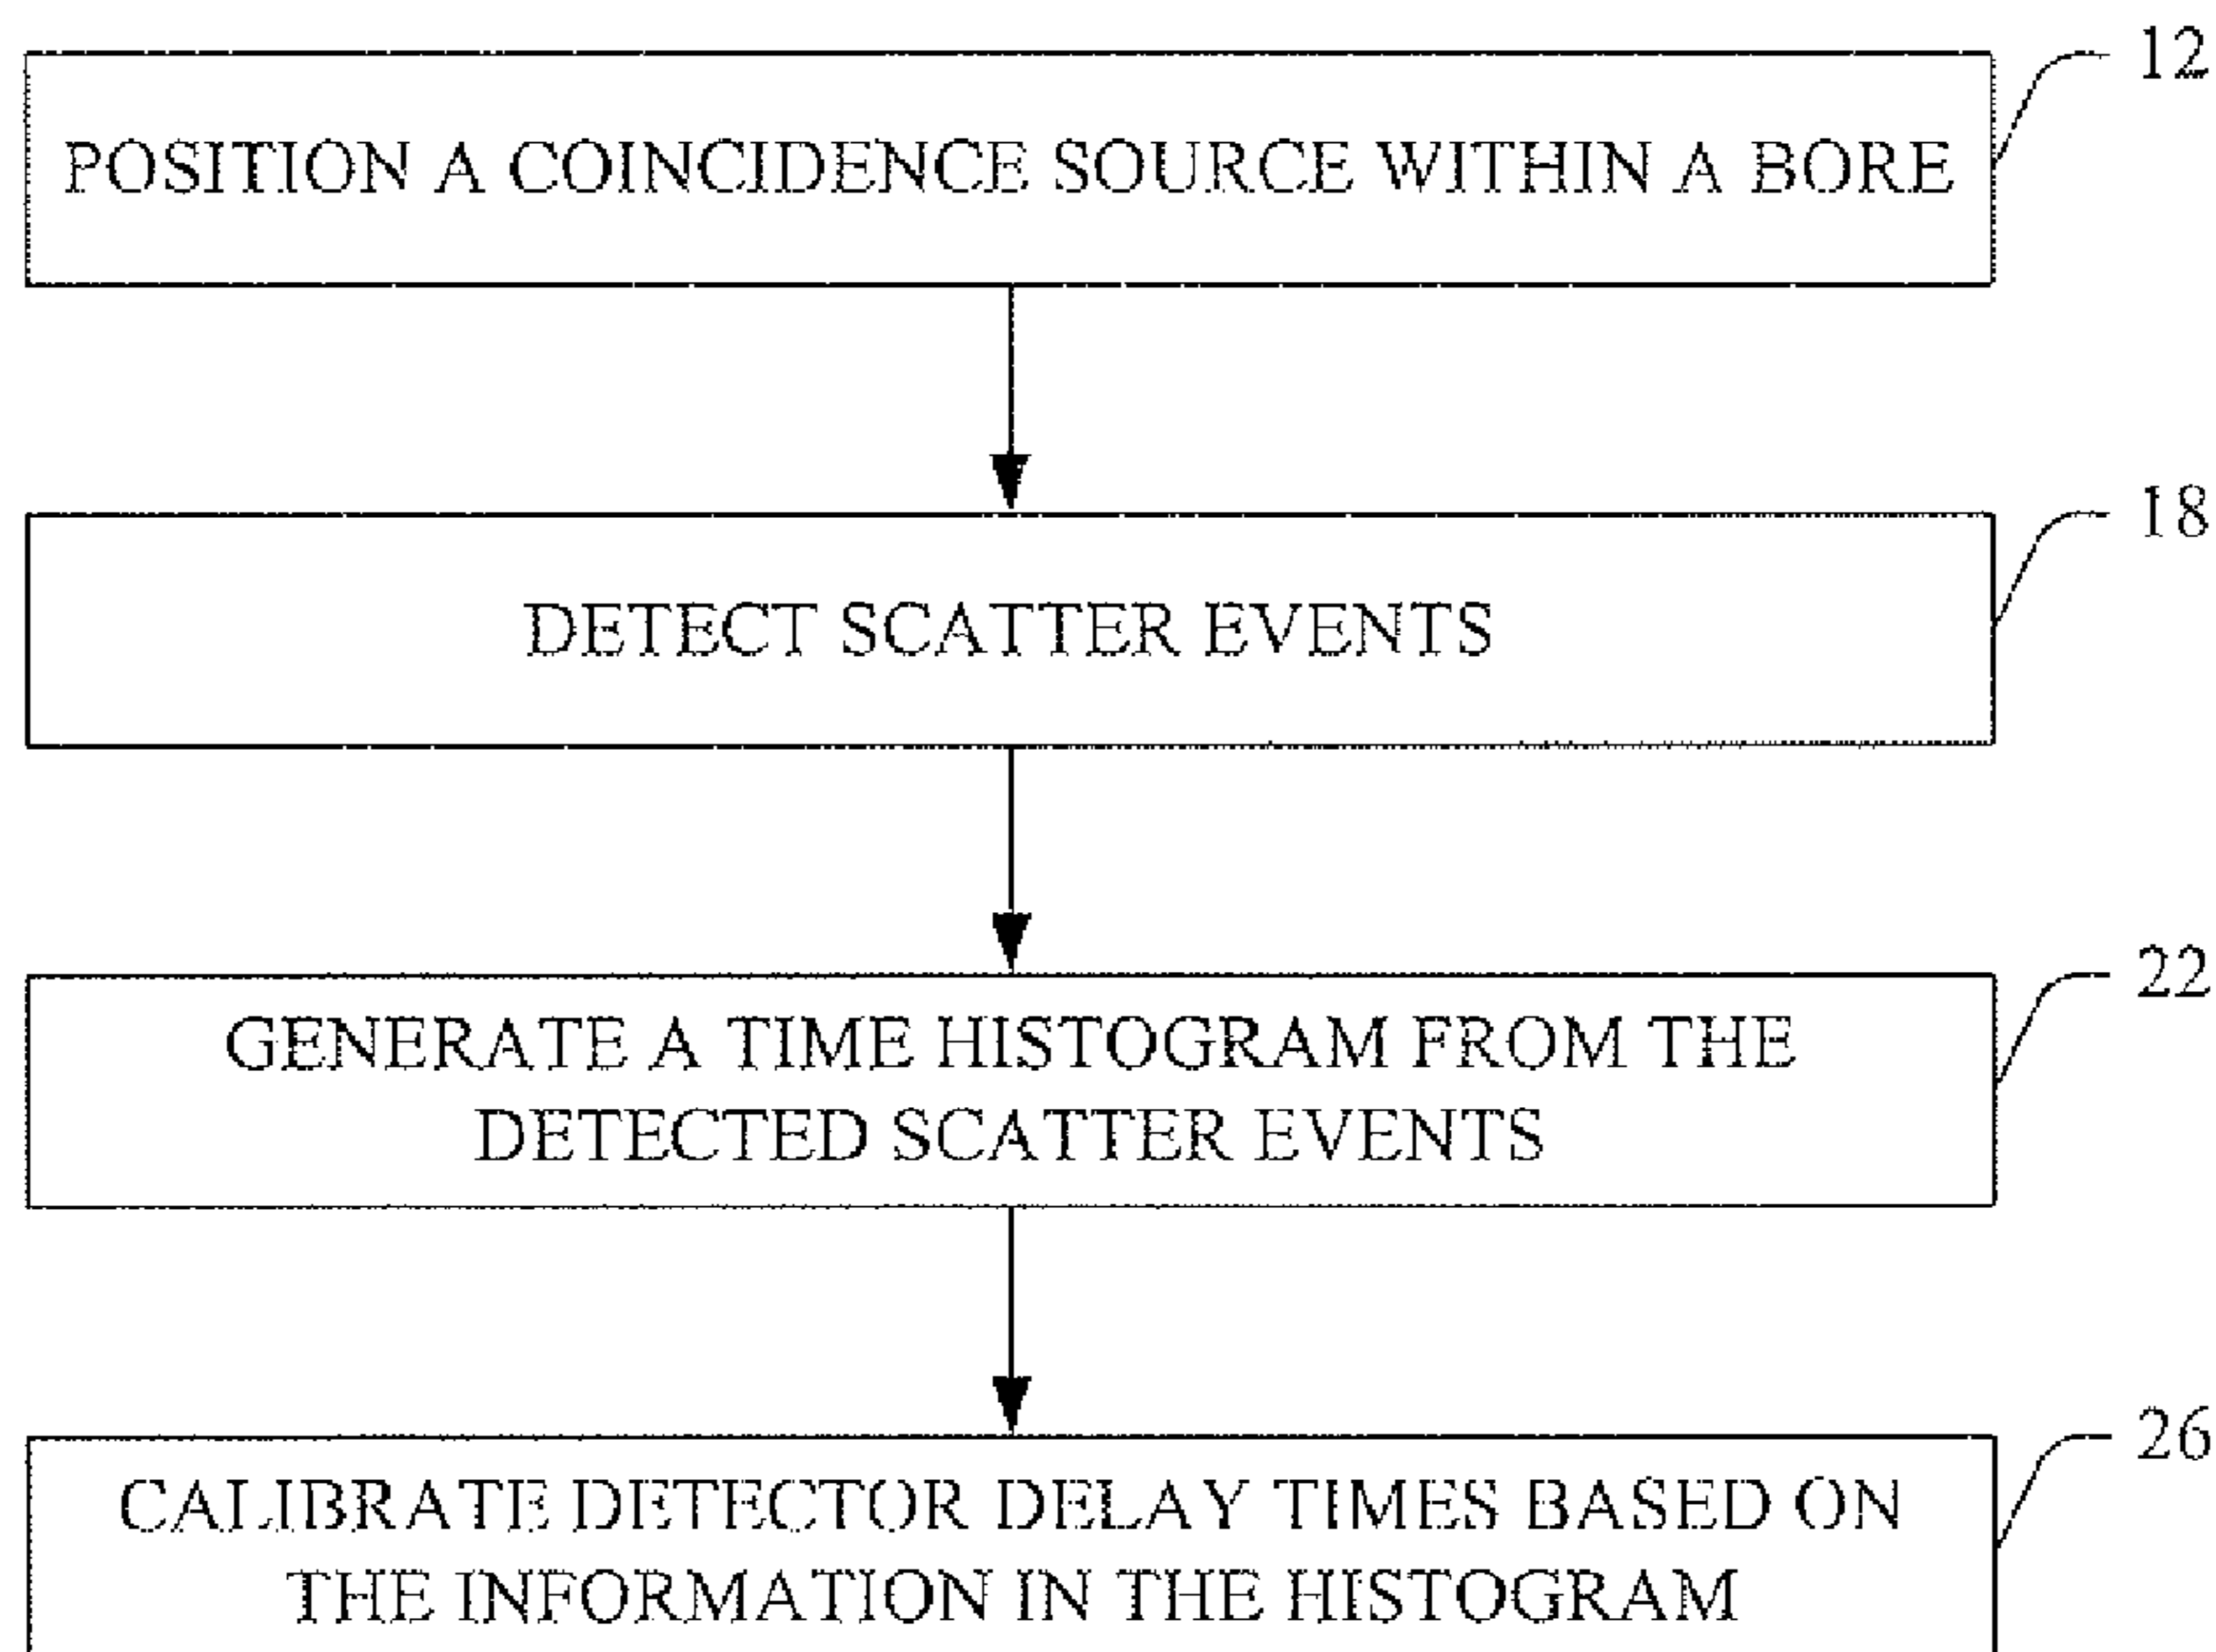 12
POSITION A COINCIDENCE SOURCE WITHIN A BORE
18
DETECT SCATTER EVENTS
22
GENERATE A TIME HISTOGRAM FROM THE
DETECTED SCATTER EVENTS
26
CALIBRATE DETECTOR DELAY TIMES BASED ON
THE INFORMATION IN THE HISTOGRAM